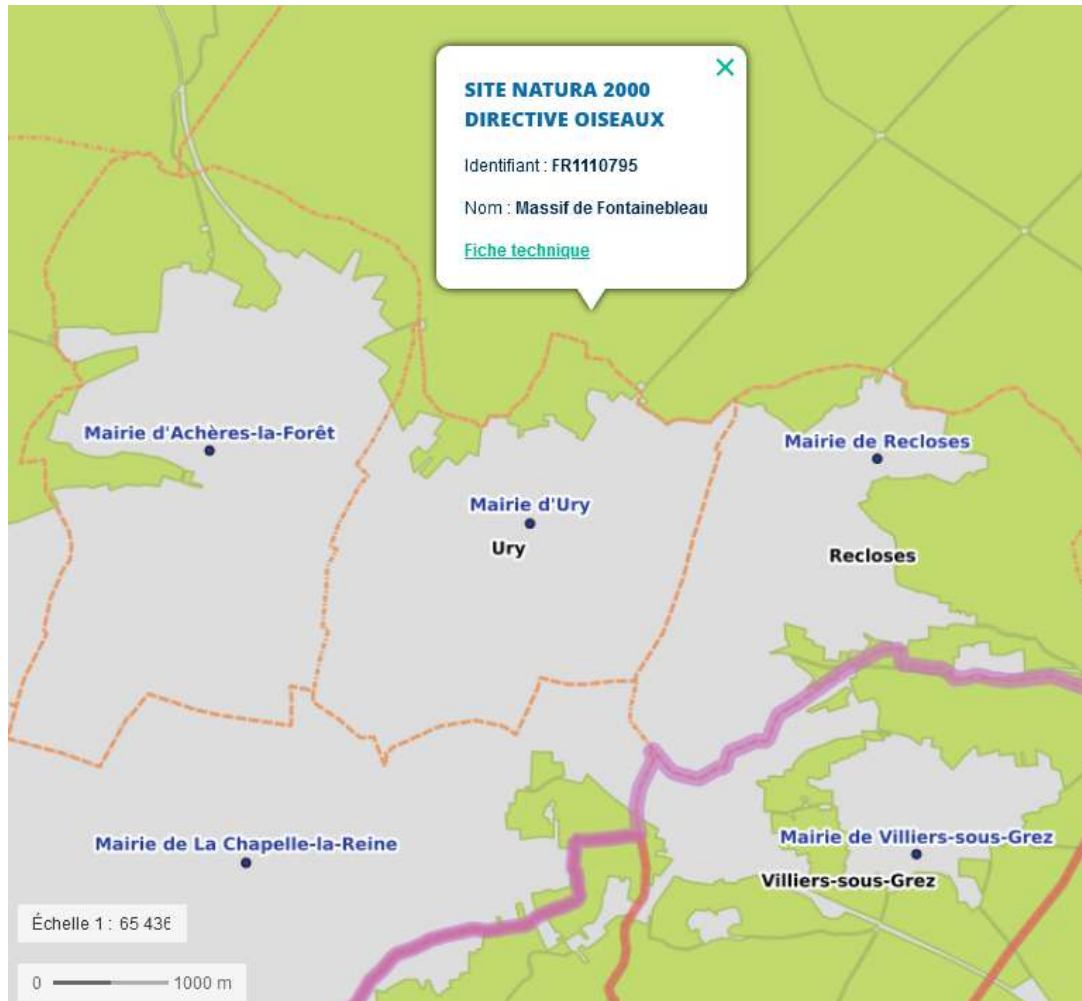 SITE NATURA 2000
DIRECTIVE OISEAUX
Identifiant : FR1110795
Nom : Massif de Fontainebleau
Fiche technique
Mairie d'Achères-la-Forêt
Mairie de Recloses
Mairie d'Ury
Ury
Recloses
Mairie de La Chapelle-la-Reine
Mairie de Villiers-sous-Grez
Villiers-sous-Grez
Échelle 1 : 65 436
0 1000 m